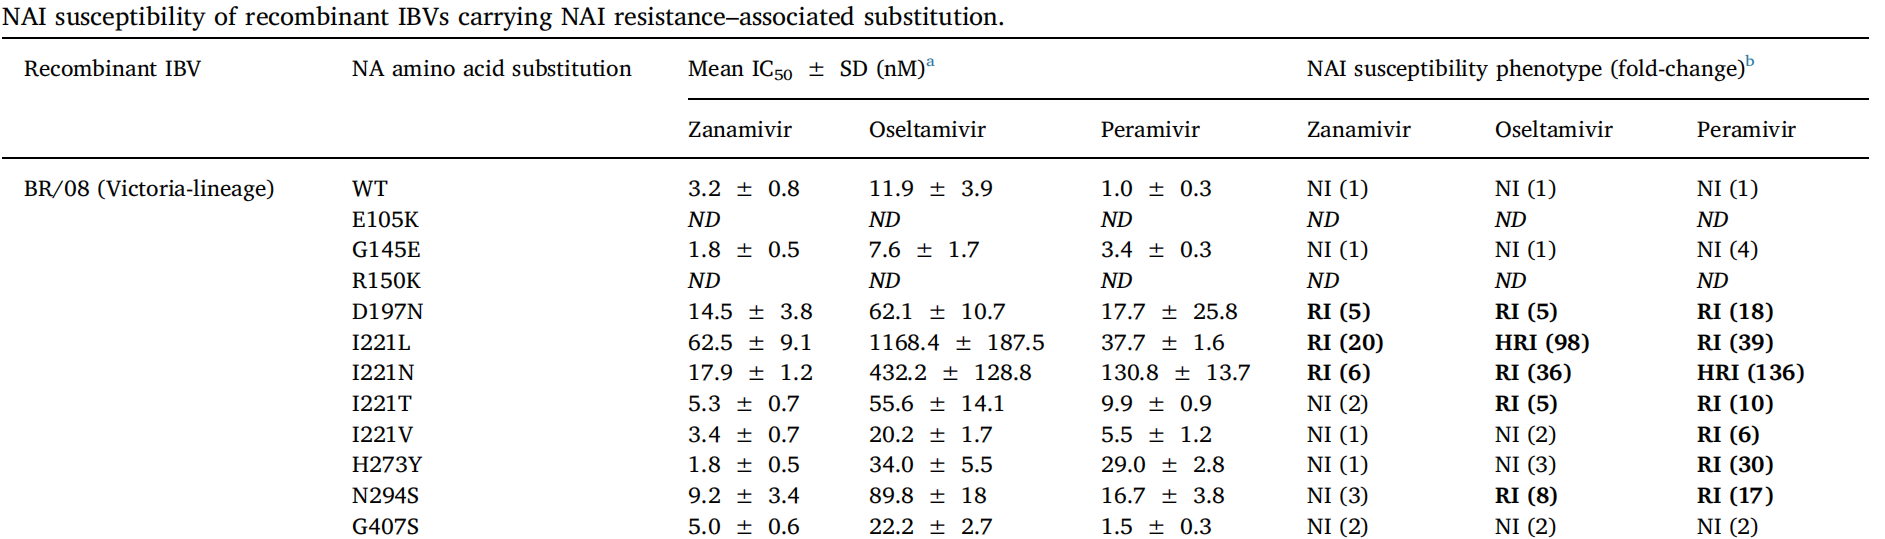 NAI susceptibility of recombinant IBVs carrying NAI resistance–associated substitution.
Recombinant IBV NA amino acid substitution Mean IC50 ± SD (nM)a NAI susceptibility phenotype (fold-change)b
Zanamivir Oseltamivir Peramivir Zanamivir Oseltamivir Peramivir
BR/08 (Victoria-lineage) WT 3.2 ± 0.8 11.9 ± 3.9 1.0 ± 0.3 NI (1) NI (1) NI (1)
E105K ND ND ND ND ND ND
G145E 1.8 ± 0.5 7.6 ± 1.7 3.4 ± 0.3 NI (1) NI (1) NI (4)
R150K ND ND ND ND ND ND
D197N 14.5 ± 3.8 62.1 ± 10.7 17.7 ± 25.8 RI (5) RI (5) RI (18)
I221L 62.5 ± 9.1 1168.4 ± 187.5 37.7 ± 1.6 RI (20) HRI (98) RI (39)
I221N 17.9 ± 1.2 432.2 ± 128.8 130.8 ± 13.7 RI (6) RI (36) HRI (136)
I221T 5.3 ± 0.7 55.6 ± 14.1 9.9 ± 0.9 NI (2) RI (5) RI (10)
I221V 3.4 ± 0.7 20.2 ± 1.7 5.5 ± 1.2 NI (1) NI (2) RI (6)
H273Y 1.8 ± 0.5 34.0 ± 5.5 29.0 ± 2.8 NI (1) NI (3) RI (30)
N294S 9.2 ± 3.4 89.8 ± 18 16.7 ± 3.8 NI (3) RI (8) RI (17)
G407S 5.0 ± 0.6 22.2 ± 2.7 1.5 ± 0.3 NI (2) NI (2) NI (2)